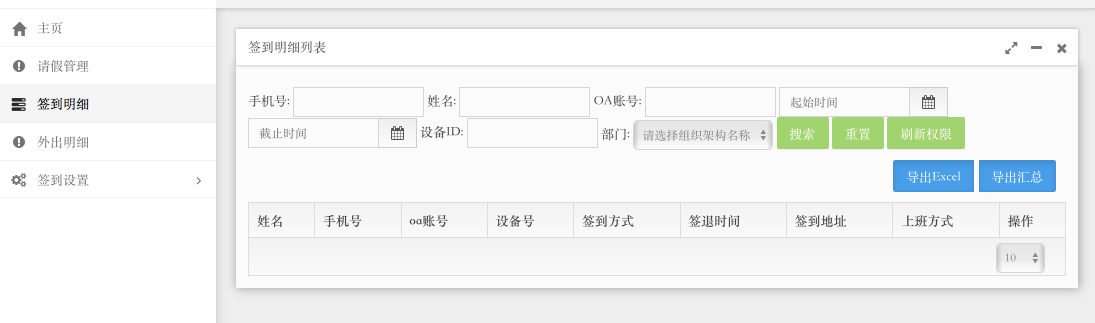 主页
请假管理
签到明细
外出明细
签到设置
签到明细列表
手机号: 姓名: OA账号: 起始时间
截止时间 设备ID: 部门: 请选择组织架构名称 搜索 重置 刷新权限
导出Excel 导出汇总
姓名 手机号 oa账号 设备号 签到方式 签退时间 签到地址 上班方式 操作
10